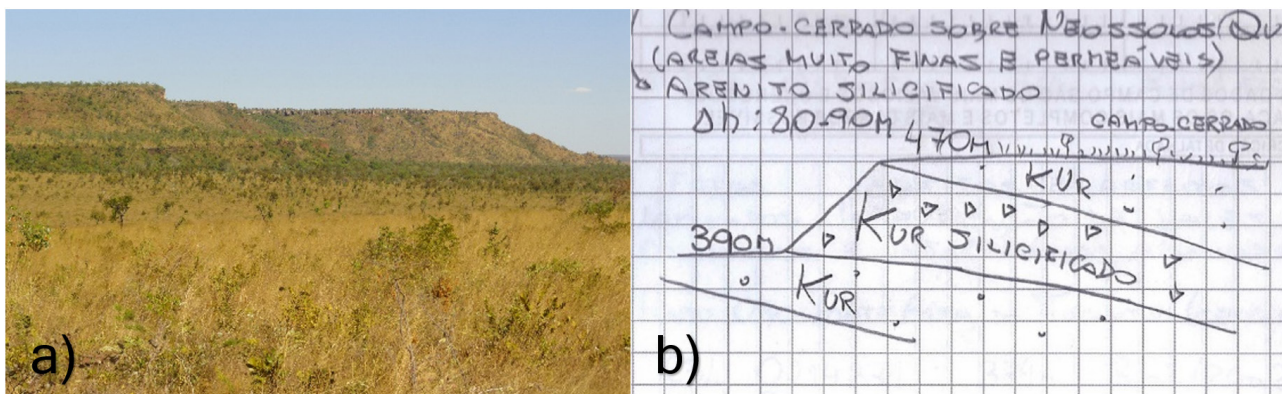 a)
CAMPO-CERRADO SOBRE NEOSSOLOS QU
(AREIAS MUITO FINAS E PERMEÁVEIS)
ARENITO SILICIFICADO
Δh: 80-90M
470M
CAMPO-CERRADO
KUR
KUR SILICIFICADO
390M
KUR
b)